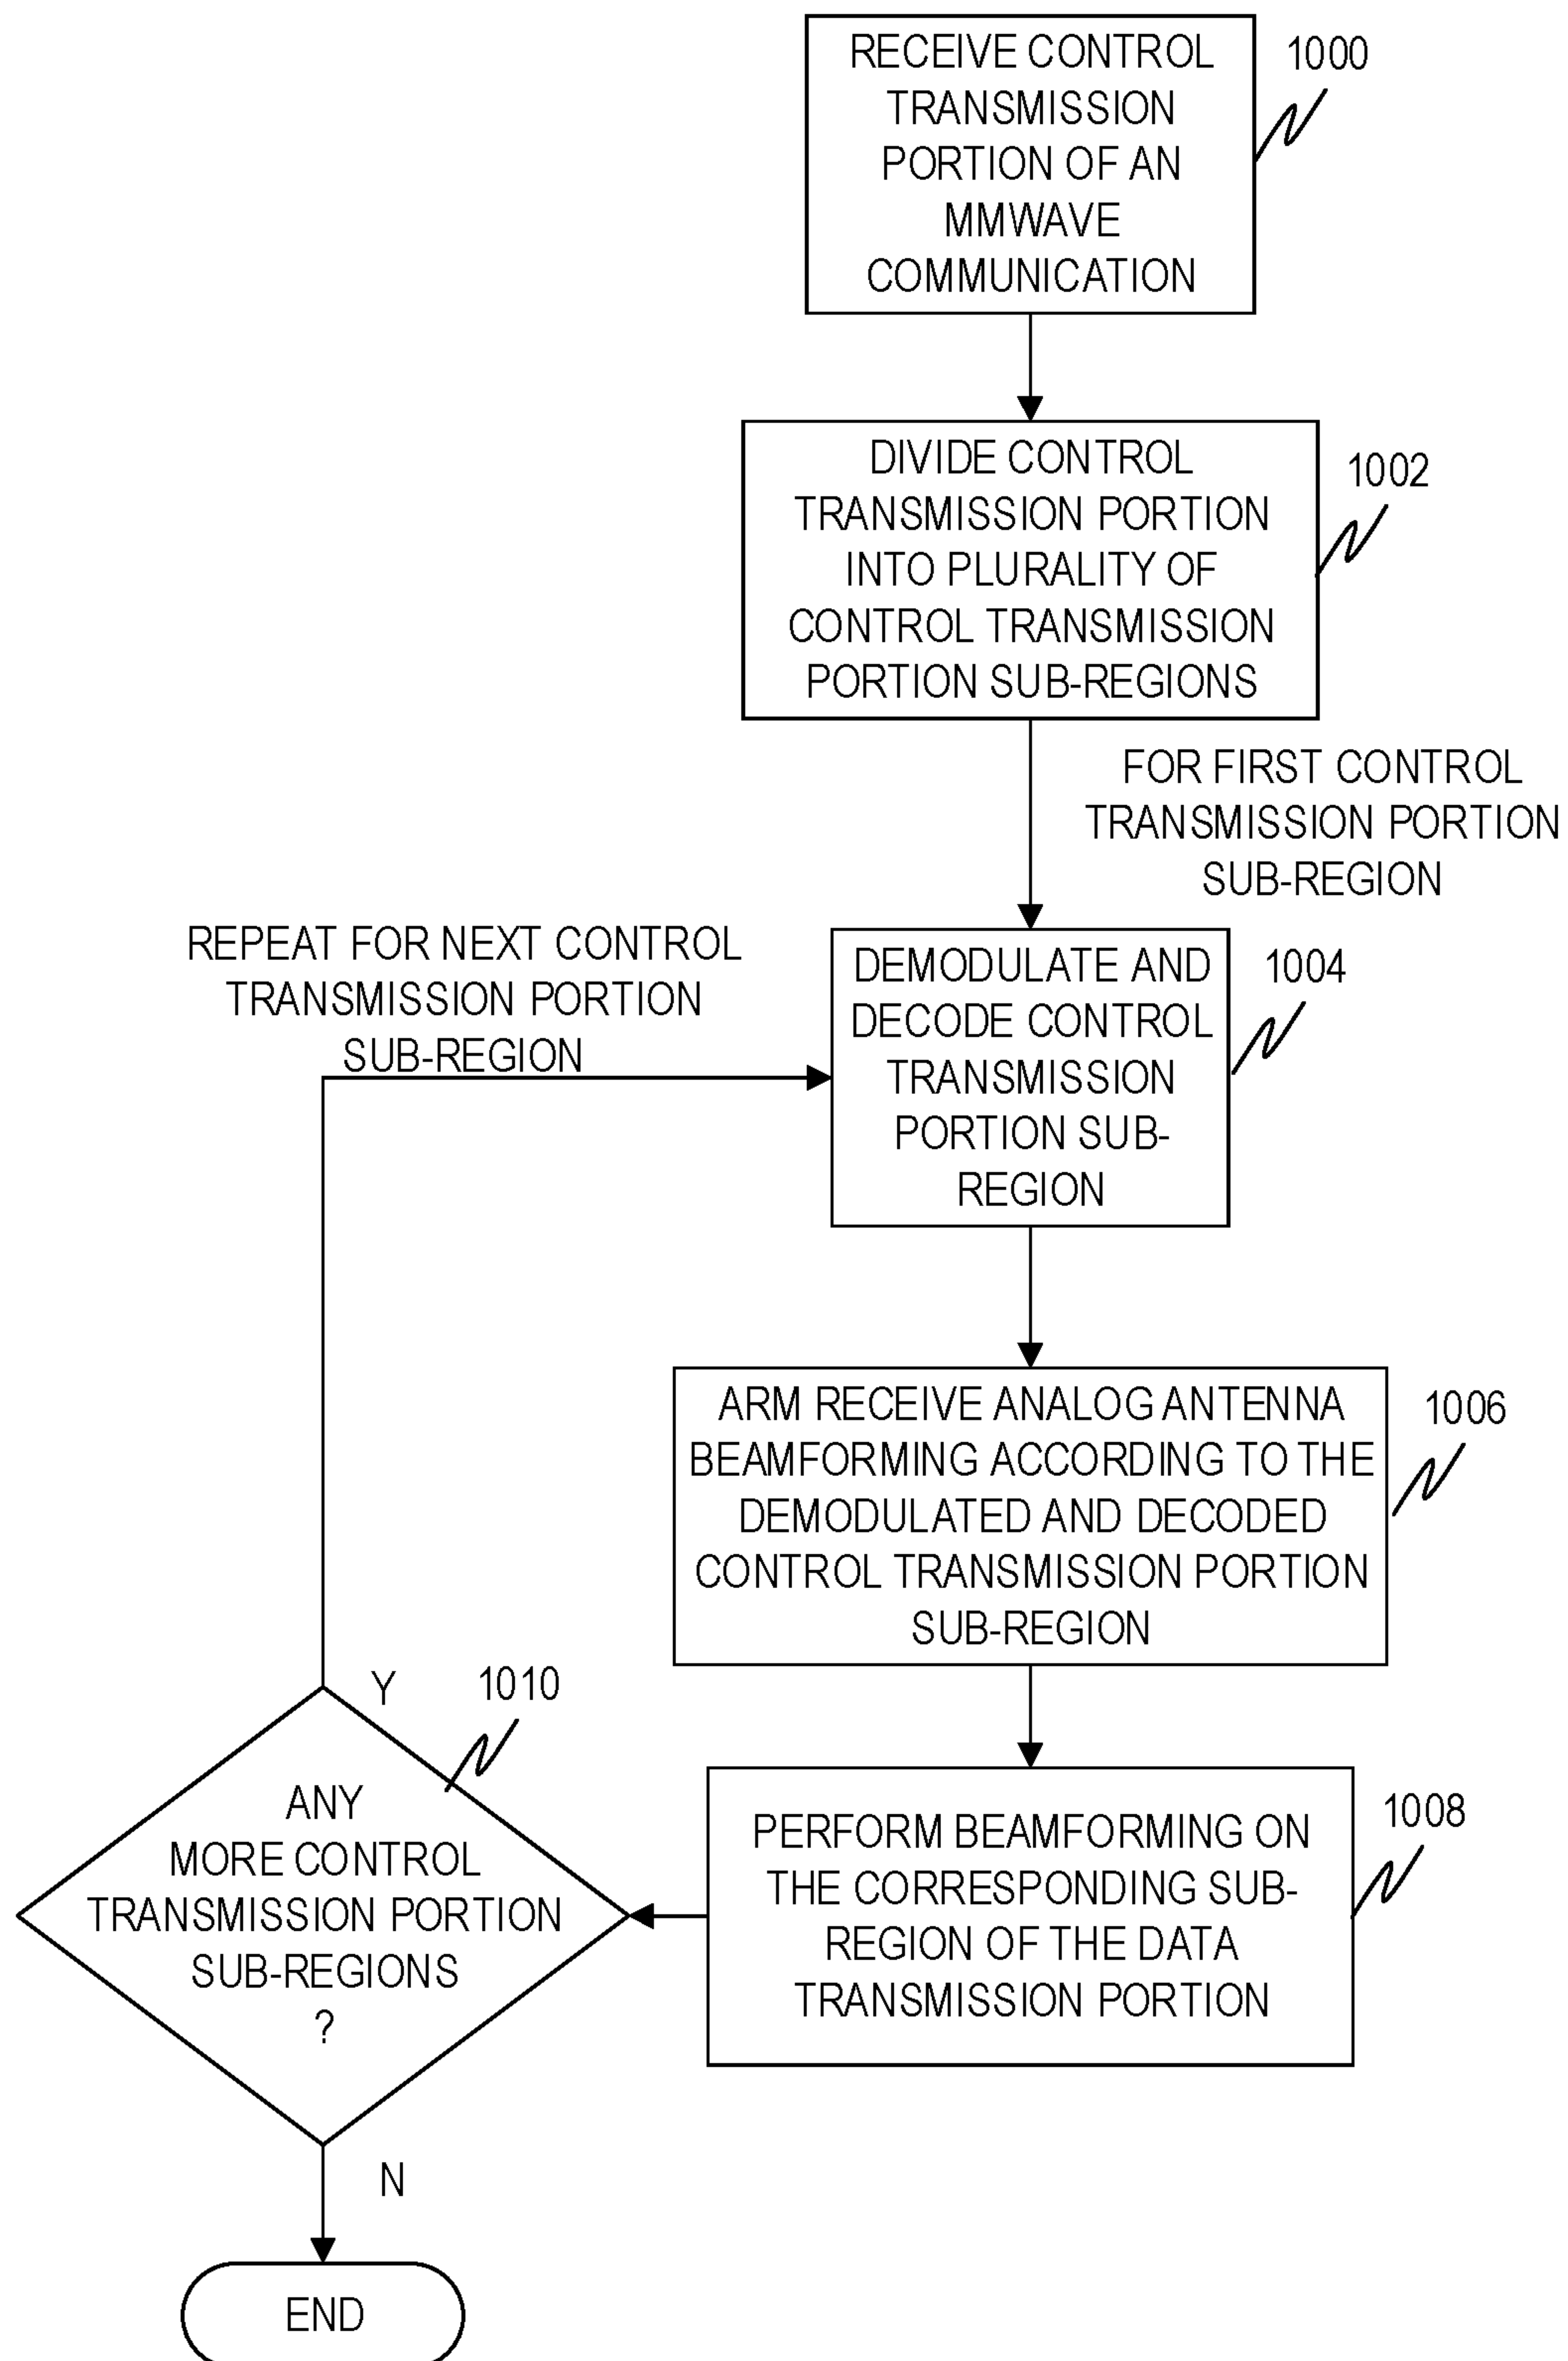 RECEIVE CONTROL
TRANSMISSION
PORTION OF AN
MMWAVE
COMMUNICATION
1000
DIVIDE CONTROL
TRANSMISSION PORTION
INTO PLURALITY OF
CONTROL TRANSMISSION
PORTION SUB-REGIONS
1002
FOR FIRST CONTROL
TRANSMISSION PORTION
SUB-REGION
REPEAT FOR NEXT CONTROL
TRANSMISSION PORTION
SUB-REGION
DEMODULATE AND
DECODE CONTROL
TRANSMISSION
PORTION SUB-
REGION
1004
ARM RECEIVE ANALOG ANTENNA
BEAMFORMING ACCORDING TO THE
DEMODULATED AND DECODED
CONTROL TRANSMISSION PORTION
SUB-REGION
1006
PERFORM BEAMFORMING ON
THE CORRESPONDING SUB-
REGION OF THE DATA
TRANSMISSION PORTION
1008
Y
1010
ANY
MORE CONTROL
TRANSMISSION PORTION
SUB-REGIONS
?
N
END